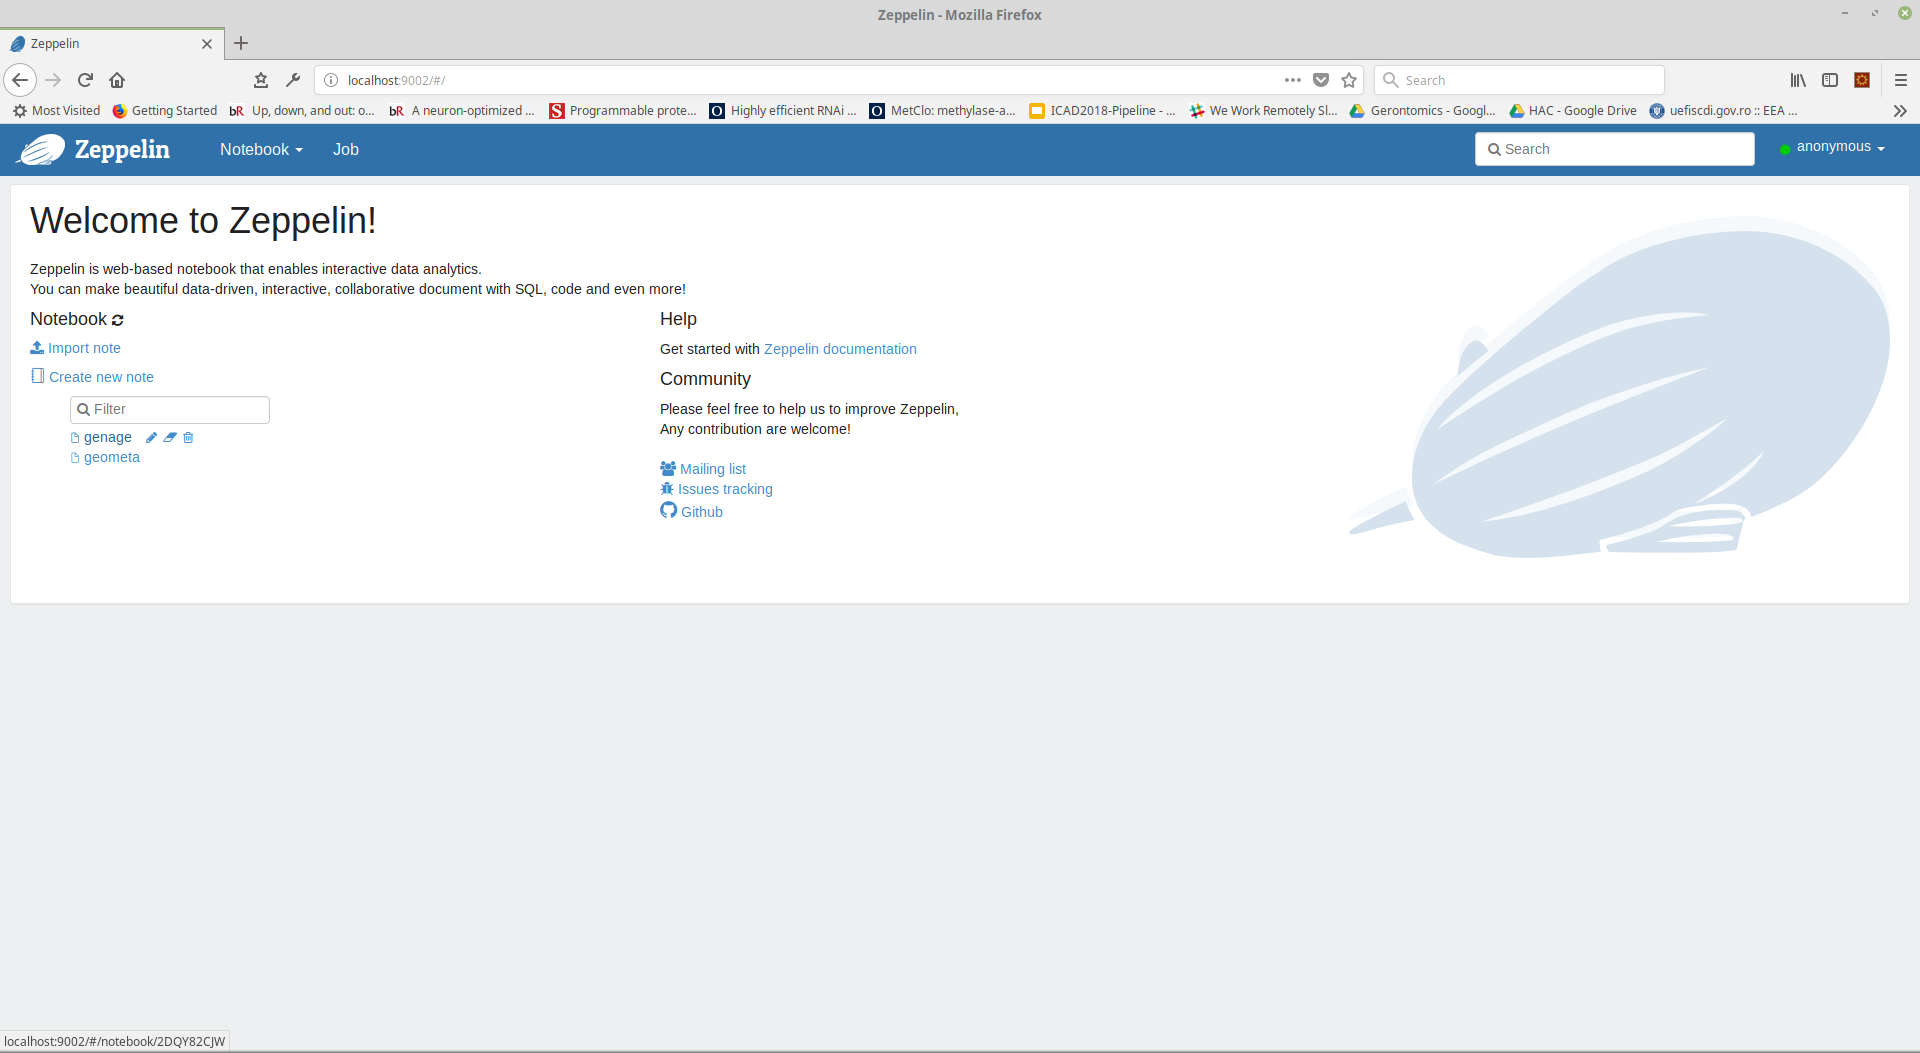 Zeppelin - Mozilla Firefox
Zeppelin
localhost:9002/#/
Search
Most Visited Getting Started bR Up, down, and out: o... bR A neuron-optimized ... S Programmable prote... O Highly efficient RNAi ... O MetClo: methylase-a... ICAD2018-Pipeline - ... We Work Remotely Sl... Gerontomics - Googl... HAC - Google Drive uefiscdi.gov.ro :: EEA ...
Zeppelin Notebook Job Search anonymous
Welcome to Zeppelin!
Zeppelin is web-based notebook that enables interactive data analytics.
You can make beautiful data-driven, interactive, collaborative document with SQL, code and even more!
Notebook
Import note
Create new note
Filter
genage
geometa
Help
Get started with Zeppelin documentation
Community
Please feel free to help us to improve Zeppelin,
Any contribution are welcome!
Mailing list
Issues tracking
Github
localhost:9002/#/notebook/2DQY82CJW